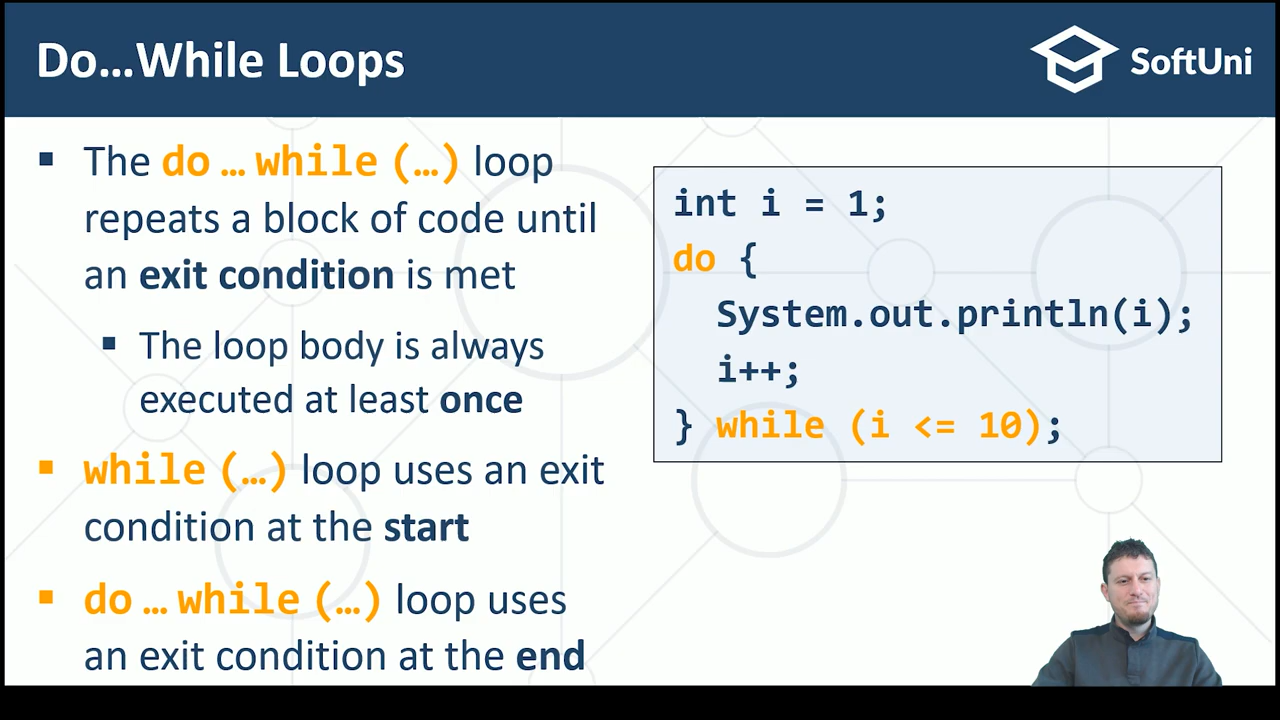 Do...While Loops
SoftUni
▪ The do … while (…) loop
repeats a block of code until
an exit condition is met
▪ The loop body is always
executed at least once
▪ while (…) loop uses an exit
condition at the start
▪ do … while (…) loop uses
an exit condition at the end
int i = 1;
do {
  System.out.println(i);
  i++;
} while (i <= 10);